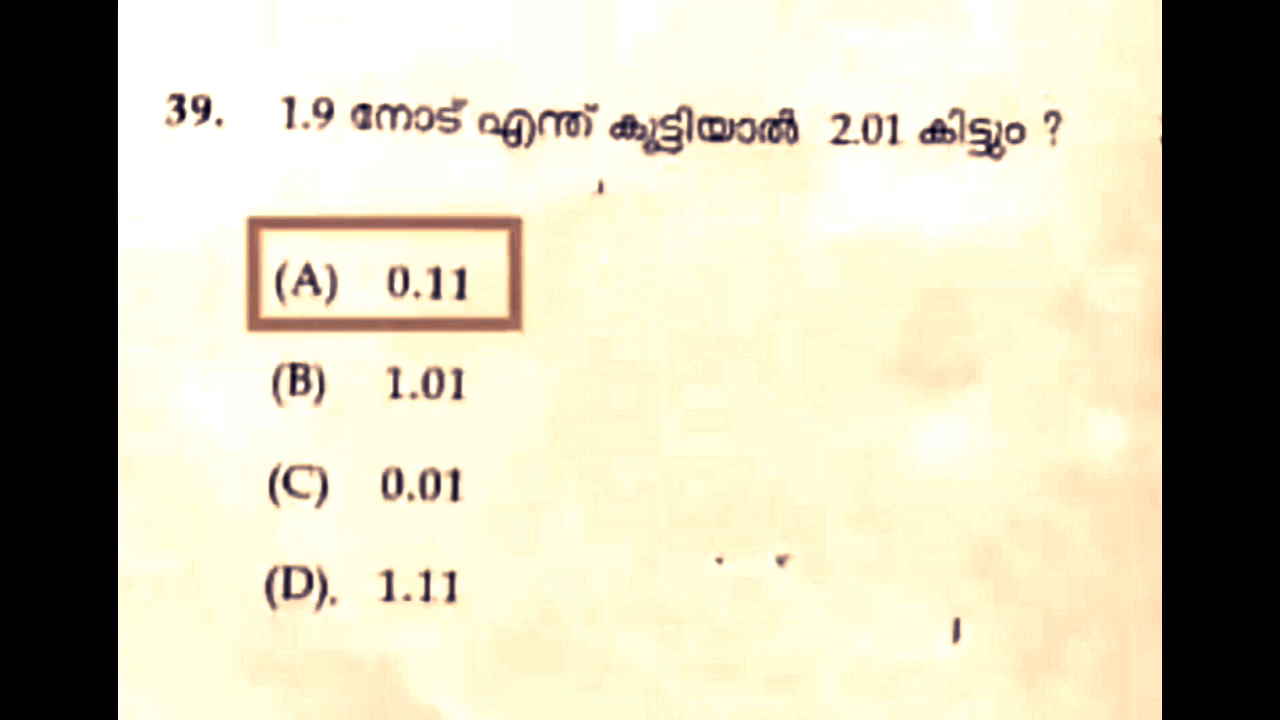 39. 1.9 നോട് എന്ത് കൂട്ടിയാൽ 2.01 കിട്ടും ?
(A) 0.11
(B) 1.01
(C) 0.01
(D). 1.11